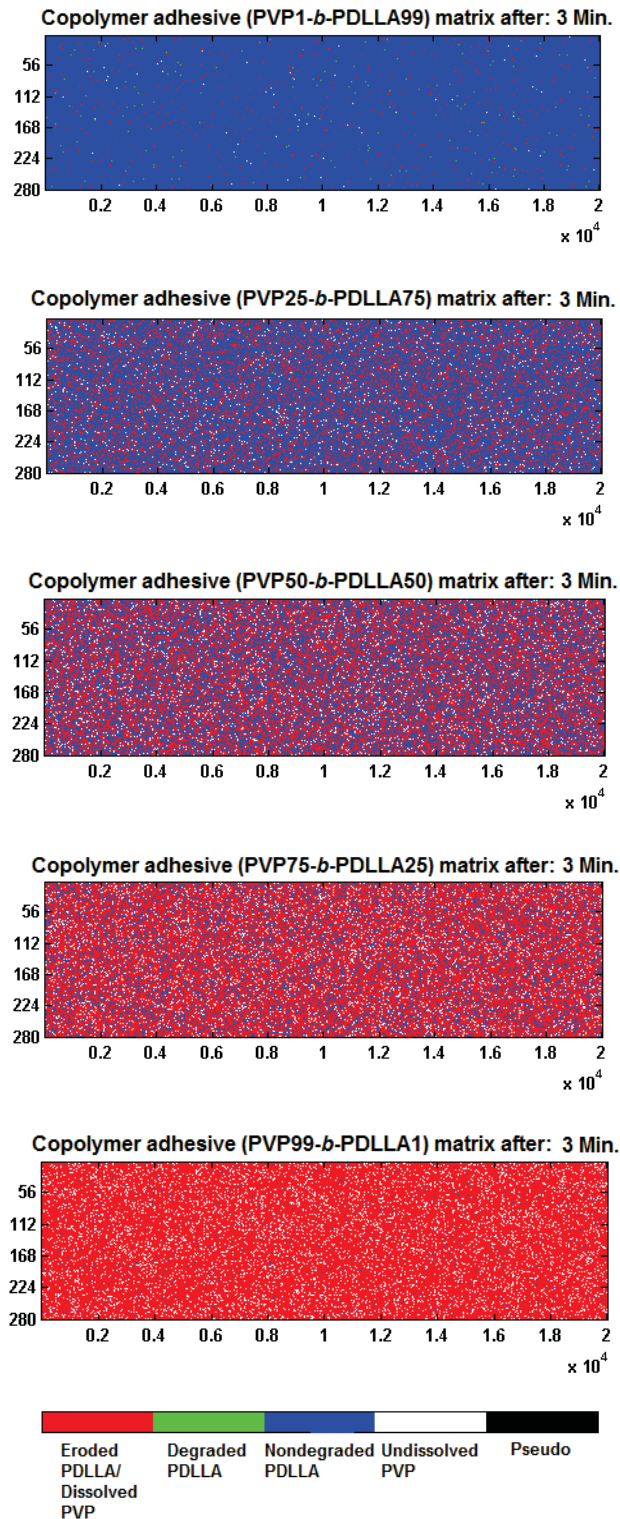 Copolymer adhesive (PVP1-b-PDLLA99) matrix after: 3 Min.
56
112
168
224
280
0.2 0.4 0.6 0.8 1 1.2 1.4 1.6 1.8 2
x 10^4
Copolymer adhesive (PVP25-b-PDLLA75) matrix after: 3 Min.
56
112
168
224
280
0.2 0.4 0.6 0.8 1 1.2 1.4 1.6 1.8 2
x 10^4
Copolymer adhesive (PVP50-b-PDLLA50) matrix after: 3 Min.
56
112
168
224
280
0.2 0.4 0.6 0.8 1 1.2 1.4 1.6 1.8 2
x 10^4
Copolymer adhesive (PVP75-b-PDLLA25) matrix after: 3 Min.
56
112
168
224
280
0.2 0.4 0.6 0.8 1 1.2 1.4 1.6 1.8 2
x 10^4
Copolymer adhesive (PVP99-b-PDLLA1) matrix after: 3 Min.
56
112
168
224
280
0.2 0.4 0.6 0.8 1 1.2 1.4 1.6 1.8 2
x 10^4
Eroded
PDLLA/
Dissolved
PVP
Degraded
PDLLA
Nondegraded
PDLLA
Undissolved
PVP
Pseudo